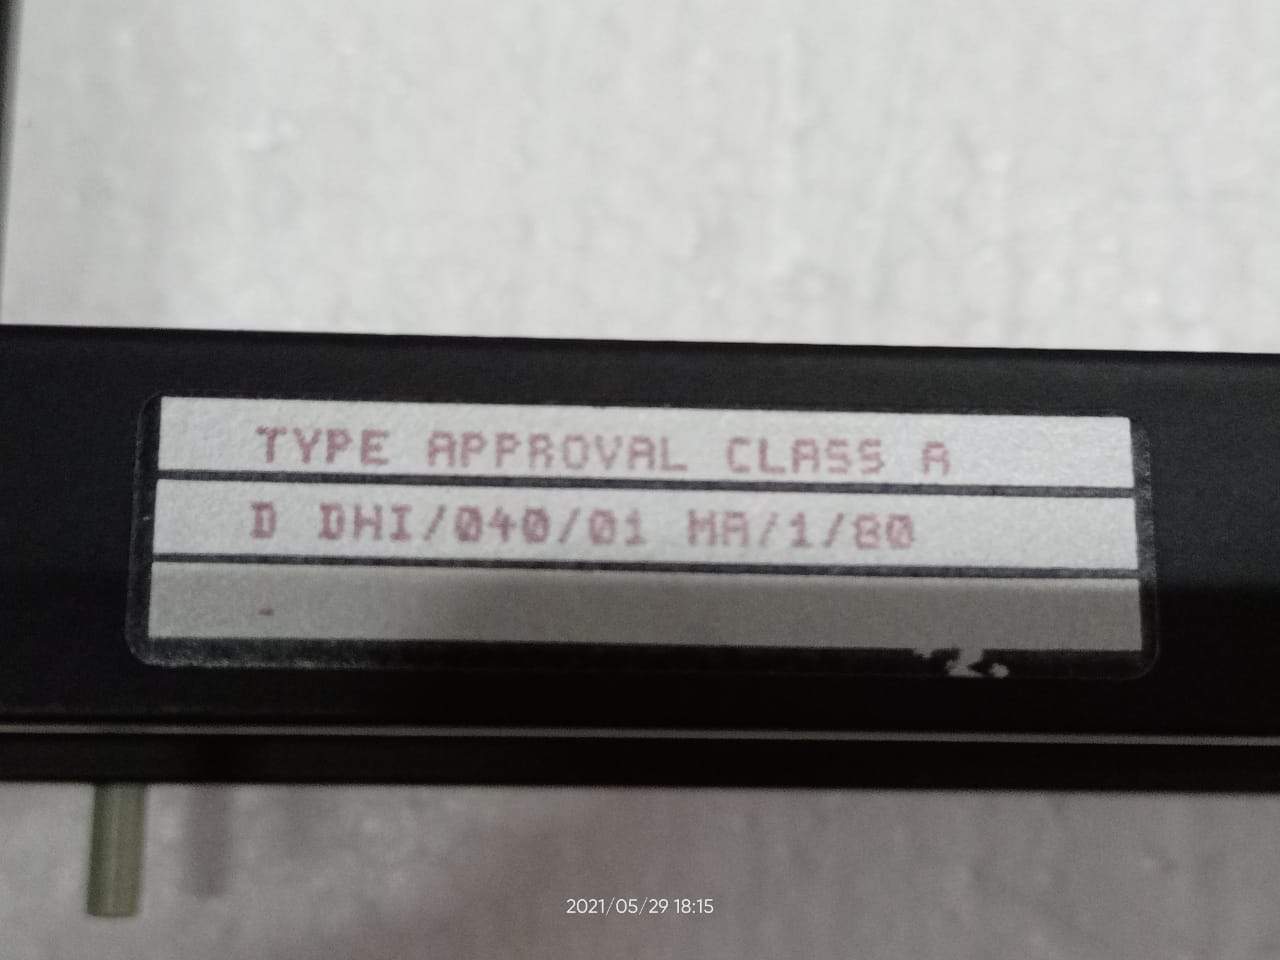 TYPE APPROVAL CLASS A
D DHI/040/01 MA/1/80
-
2021/05/29 18:15